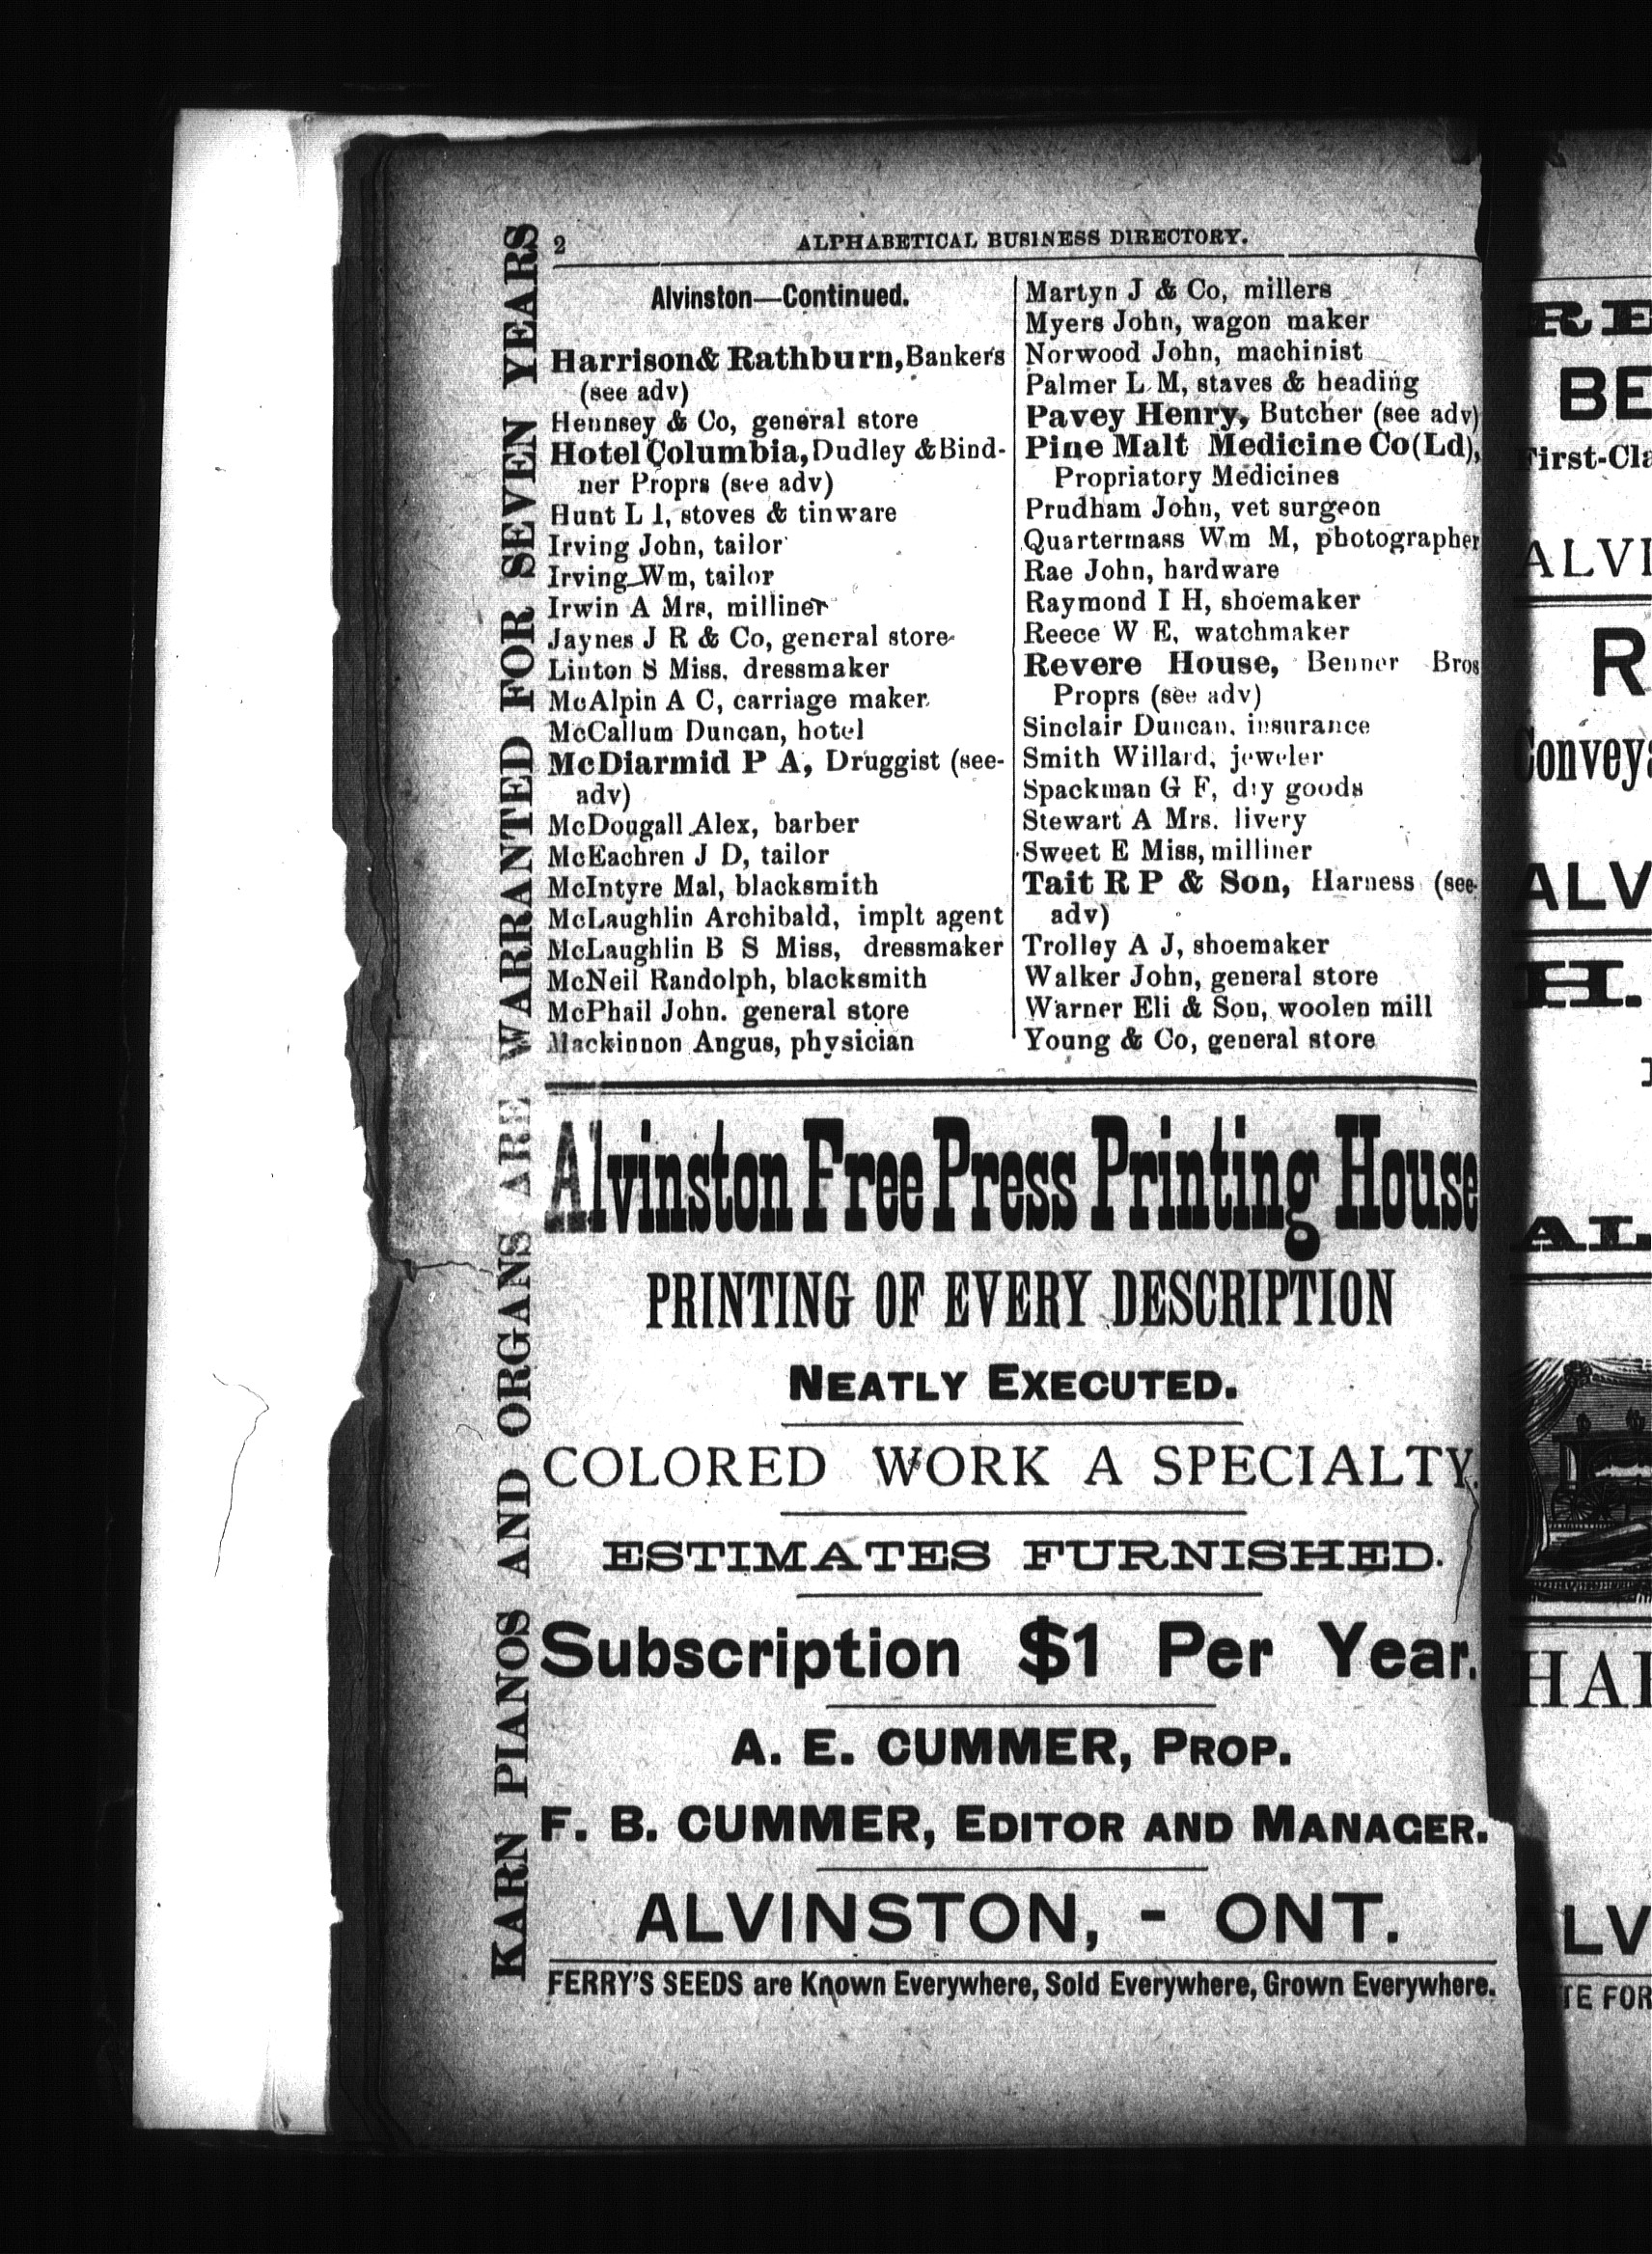 2
ALPHABETICAL BUSINESS DIRECTORY.
Alvinston—Continued.
Harrison & Rathburn, Bankers
(see adv)
Hennsey & Co, general store
Hotel Columbia, Dudley & Bind-
ner Proprs (see adv)
Hunt L I, stoves & tinware
Irving John, tailor
Irving Wm, tailor
Irwin A Mrs, milliner
Jaynes J R & Co, general store
Linton S Miss, dressmaker
McAlpin A C, carriage maker
McCallum Duncan, hotel
McDiarmid P A, Druggist (see-
adv)
McDougall Alex, barber
McEachren J D, tailor
McIntyre Mal, blacksmith
McLaughlin Archibald, implt agent
McLaughlin B S Miss, dressmaker
McNeil Randolph, blacksmith
McPhail John. general store
Mackinnon Angus, physician
Martyn J & Co, millers
Myers John, wagon maker
Norwood John, machinist
Palmer L M, staves & heading
Pavey Henry, Butcher (see adv)
Pine Malt Medicine Co (Ld),
Propriatory Medicines
Prudham John, vet surgeon
Quartermass Wm M, photographer
Rae John, hardware
Raymond I H, shoemaker
Reece W E, watchmaker
Revere House, Benner Bros
Proprs (see adv)
Sinclair Duncan, insurance
Smith Willard, jeweler
Spackman G F, dry goods
Stewart A Mrs. livery
Sweet E Miss, milliner
Tait R P & Son, Harness (see-
adv)
Trolley A J, shoemaker
Walker John, general store
Warner Eli & Son, woolen mill
Young & Co, general store
Alvinston Free Press Printing House
PRINTING OF EVERY DESCRIPTION
NEATLY EXECUTED.
COLORED WORK A SPECIALTY.
ESTIMATES FURNISHED.
Subscription $1 Per Year.
A. E. CUMMER, PROP.
F. B. CUMMER, EDITOR AND MANAGER.
ALVINSTON, - ONT.
FERRY'S SEEDS are Known Everywhere, Sold Everywhere, Grown Everywhere.
KARN PIANOS AND ORGANS ARE WARRANTED FOR SEVEN YEARS
RE
BE
First-Cla
ALVI
R
Conveya
ALV
H.
AL
HAR
ALV
TE FOR